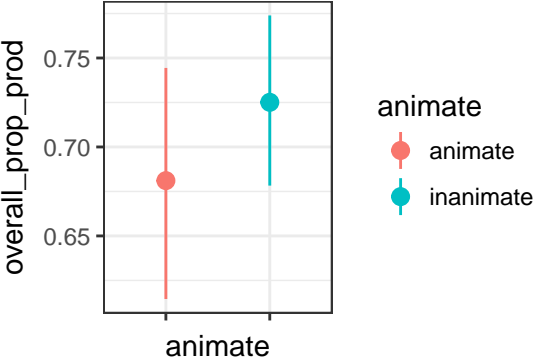 overall_prop_prod
0.75
0.70
0.65
animate
animate
animate
inanimate